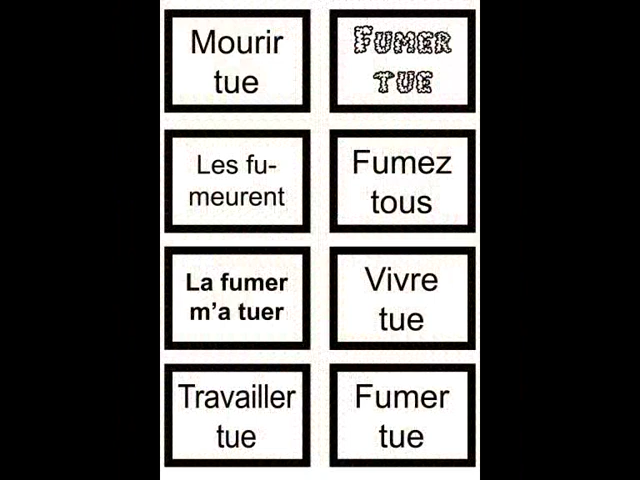 Mourir
tue
Fumer
tue
Les fu-
meurent
Fumez
tous
La fumer
m'a tuer
Vivre
tue
Travailler
tue
Fumer
tue